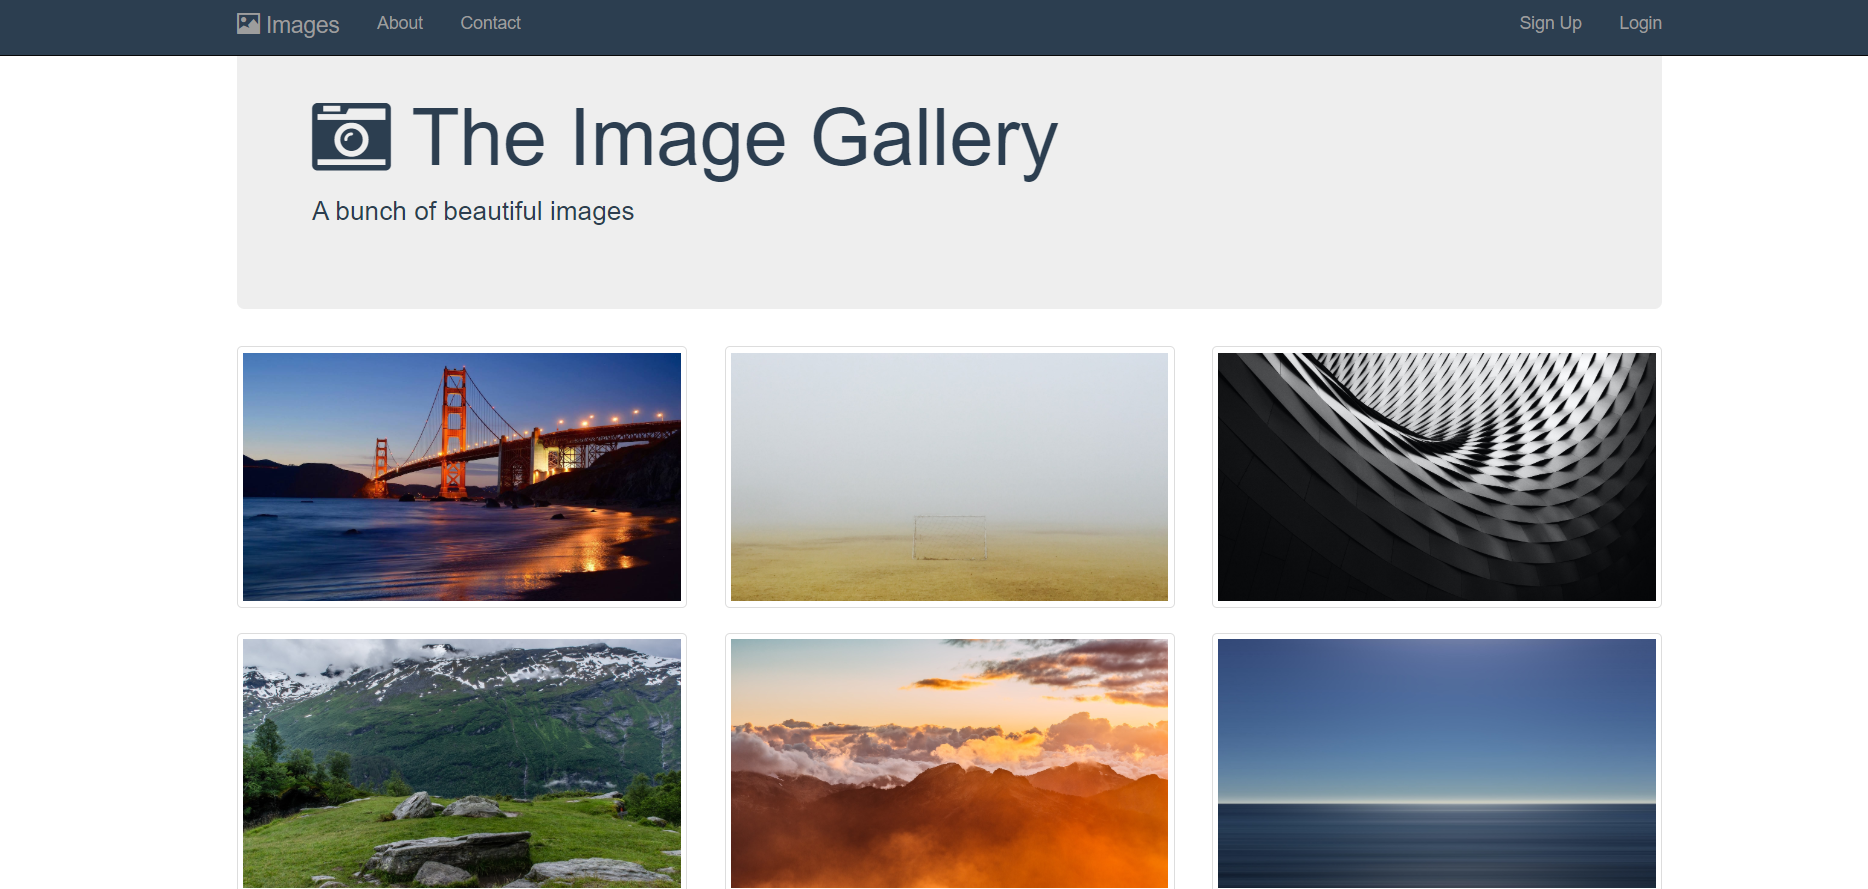 Images About Contact Sign Up Login
The Image Gallery
A bunch of beautiful images